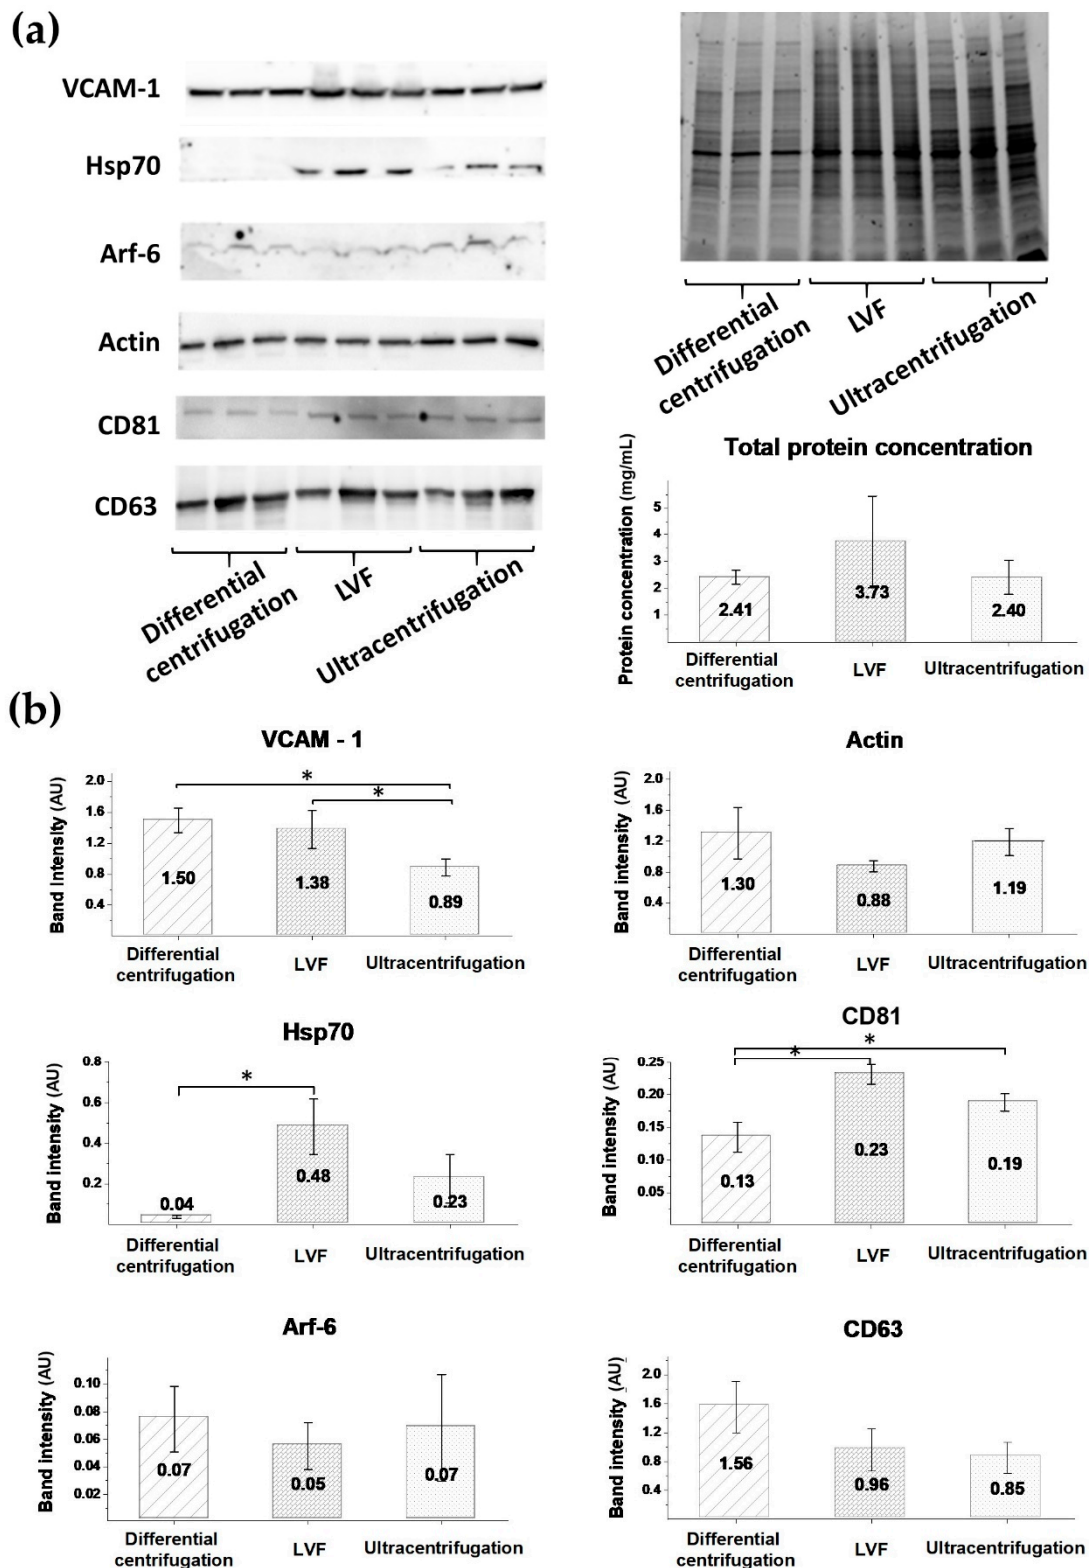 (a)
VCAM-1
Hsp70
Arf-6
Actin
CD81
CD63
Differential
centrifugation
LVF
Ultracentrifugation
Differential
centrifugation
LVF
Ultracentrifugation
Total protein concentration
Protein concentration (mg/mL)
5
4
3
2
1
2.41
3.73
2.40
Differential
centrifugation
LVF
Ultracentrifugation
(b)
VCAM - 1
Band Intensity (AU)
2.0
1.6
1.2
0.8
0.4
*
*
1.50
1.38
0.89
Differential
centrifugation
LVF
Ultracentrifugation
Actin
Band intensity (AU)
2.0
1.6
1.2
0.8
0.4
1.30
0.88
1.19
Differential
centrifugation
LVF
Ultracentrifugation
Hsp70
Band intensity (AU)
0.8
0.6
0.4
0.2
*
0.04
0.48
0.23
Differential
centrifugation
LVF
Ultracentrifugation
CD81
Band intensity (AU)
0.25
0.20
0.15
0.10
0.05
*
*
0.13
0.23
0.19
Differential
centrifugation
LVF
Ultracentrifugation
Arf-6
Band intensity (AU)
0.10
0.08
0.06
0.04
0.02
0.07
0.05
0.07
Differential
centrifugation
LVF
Ultracentrifugation
CD63
Band intensity (AU)
2.0
1.6
1.2
0.8
0.4
1.56
0.96
0.85
Differential
centrifugation
LVF
Ultracentrifugation